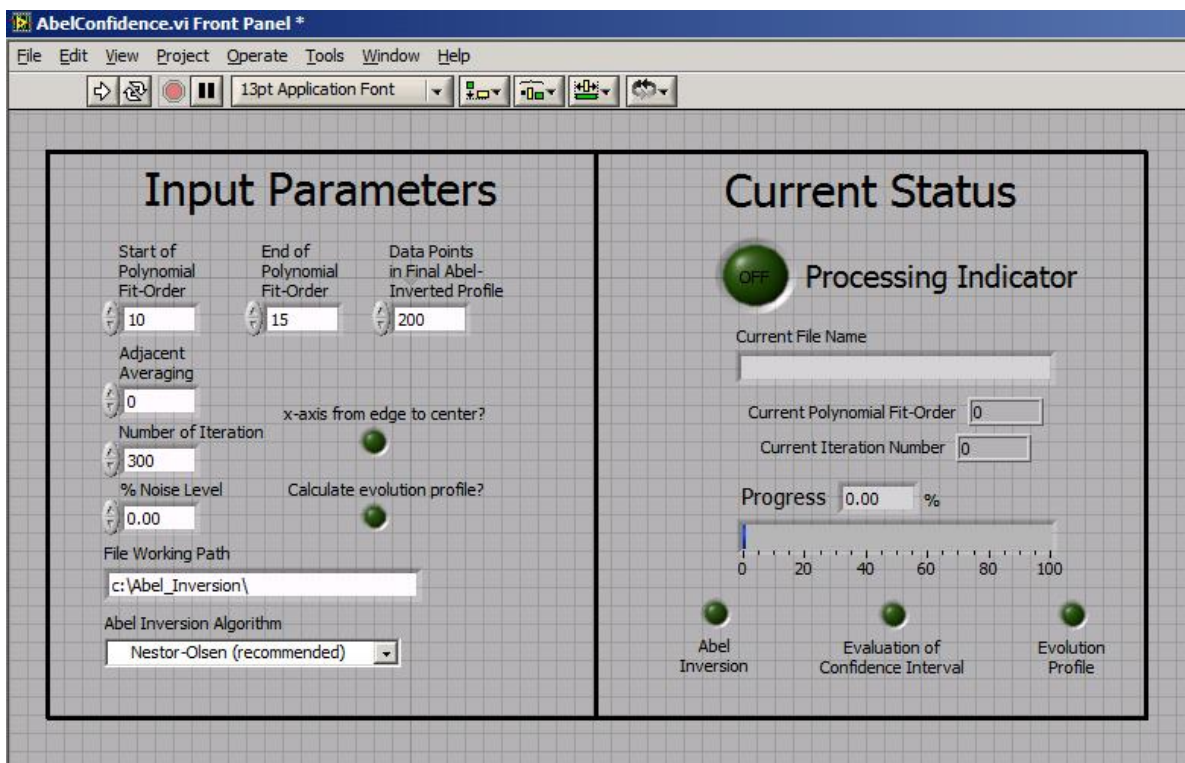 AbelConfidence.vi Front Panel *
File Edit View Project Operate Tools Window Help
13pt Application Font
Input Parameters
Start of
Polynomial
Fit-Order
10
End of
Polynomial
Fit-Order
15
Data Points
in Final Abel-
Inverted Profile
200
Adjacent
Averaging
0
x-axis from edge to center?
Number of Iteration
300
% Noise Level
0.00
Calculate evolution profile?
File Working Path
c:\Abel_Inversion\
Abel Inversion Algorithm
Nestor-Olsen (recommended)
Current Status
OFF
Processing Indicator
Current File Name
Current Polynomial Fit-Order 0
Current Iteration Number 0
Progress 0.00 %
0 20 40 60 80 100
Abel
Inversion
Evaluation of
Confidence Interval
Evolution
Profile